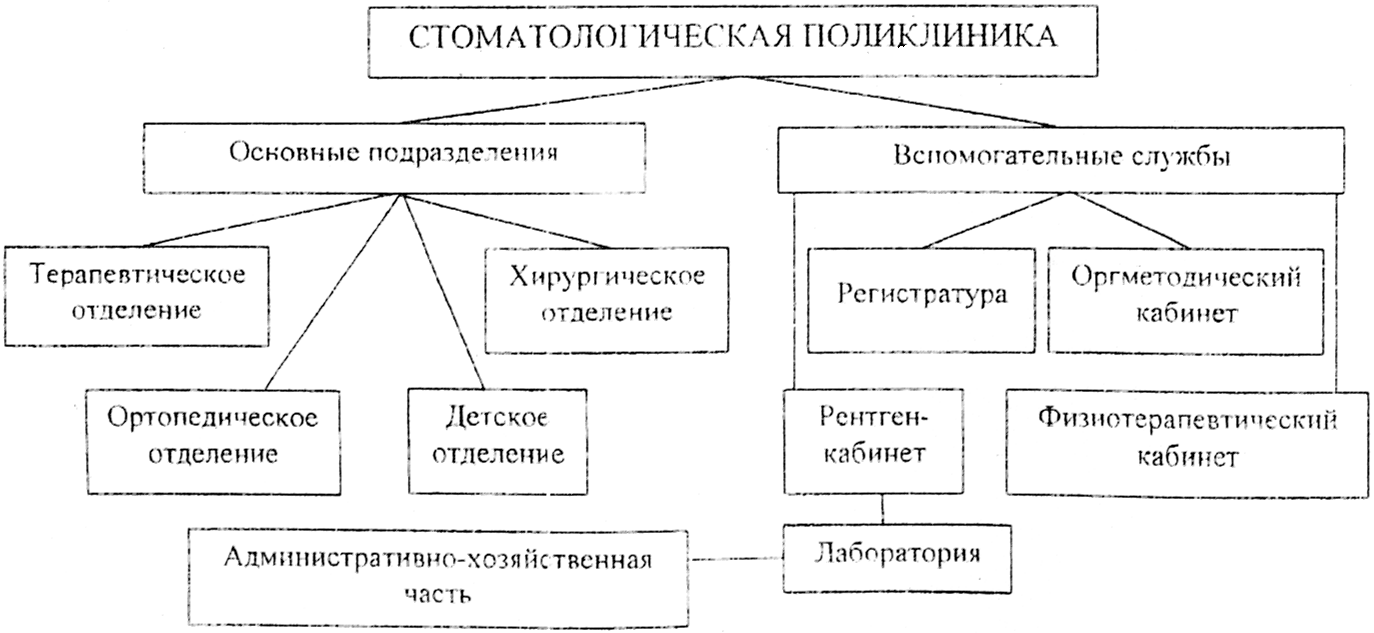 СТОМАТОЛОГИЧЕСКАЯ ПОЛИКЛИНИКА
Основные подразделения
Вспомогательные службы
Терапевтическое
отделение
Хирургическое
отделение
Регистратура
Оргметодический
кабинет
Ортопедическое
отделение
Детское
отделение
Рентген-
кабинет
Физиотерапевтический
кабинет
Административно-хозяйственная
часть
Лаборатория